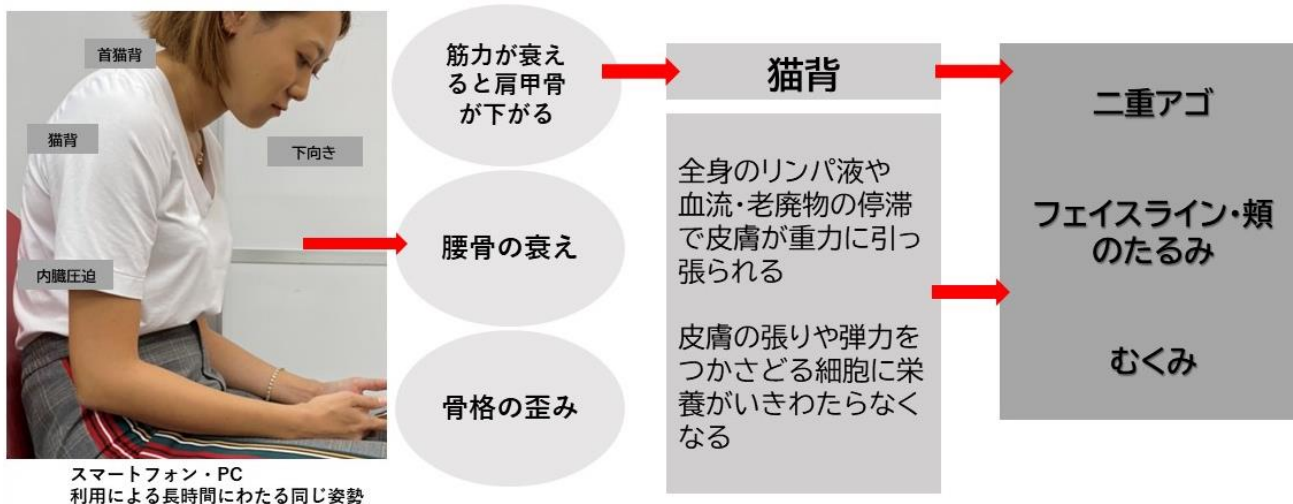 首猫背
猫背
下向き
内臓圧迫
スマートフォン・PC
利用による長時間にわたる同じ姿勢
筋力が衰え
ると肩甲骨
が下がる
腰骨の衰え
骨格の歪み
猫背
全身のリンパ液や
血流・老廃物の停滞
で皮膚が重力に引っ
張られる
皮膚の張りや弾力を
つかさどる細胞に栄
養がいきわたらなく
なる
二重アゴ
フェイスライン・頬
のたるみ
むくみ